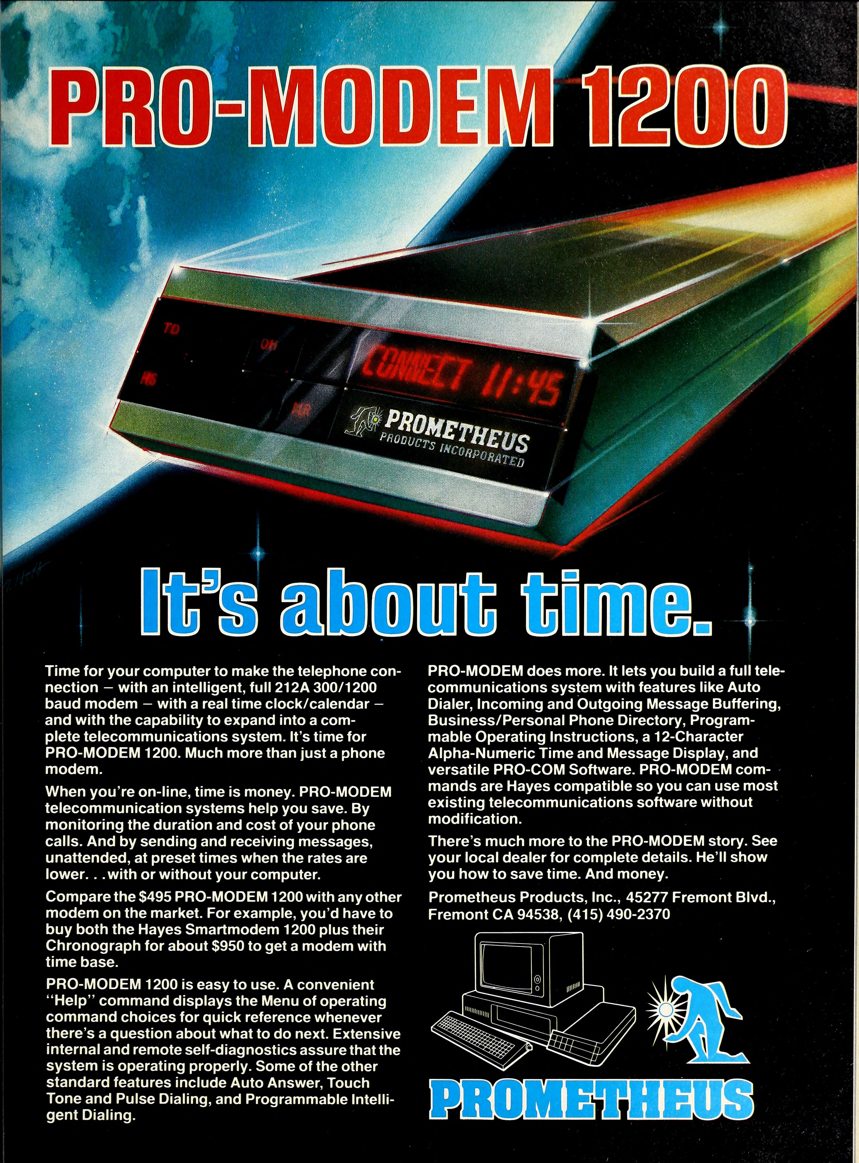 PRO-MODEM 1200
TD
OH
CONNECT 11:45
MR
PROMETHEUS
PRODUCTS INCORPORATED
It's about time.
Time for your computer to make the telephone con-
nection — with an intelligent, full 212A 300/1200
baud modem — with a real time clock/calendar —
and with the capability to expand into a com-
plete telecommunications system. It's time for
PRO-MODEM 1200. Much more than just a phone
modem.
When you're on-line, time is money. PRO-MODEM
telecommunication systems help you save. By
monitoring the duration and cost of your phone
calls. And by sending and receiving messages,
unattended, at preset times when the rates are
lower. . .with or without your computer.
Compare the $495 PRO-MODEM 1200 with any other
modem on the market. For example, you'd have to
buy both the Hayes Smartmodem 1200 plus their
Chronograph for about $950 to get a modem with
time base.
PRO-MODEM 1200 is easy to use. A convenient
"Help" command displays the Menu of operating
command choices for quick reference whenever
there's a question about what to do next. Extensive
internal and remote self-diagnostics assure that the
system is operating properly. Some of the other
standard features include Auto Answer, Touch
Tone and Pulse Dialing, and Programmable Intelli-
gent Dialing.
PRO-MODEM does more. It lets you build a full tele-
communications system with features like Auto
Dialer, Incoming and Outgoing Message Buffering,
Business/Personal Phone Directory, Program-
mable Operating Instructions, a 12-Character
Alpha-Numeric Time and Message Display, and
versatile PRO-COM Software. PRO-MODEM com-
mands are Hayes compatible so you can use most
existing telecommunications software without
modification.
There's much more to the PRO-MODEM story. See
your local dealer for complete details. He'll show
you how to save time. And money.
Prometheus Products, Inc., 45277 Fremont Blvd.,
Fremont CA 94538, (415) 490-2370
PROMETHEUS